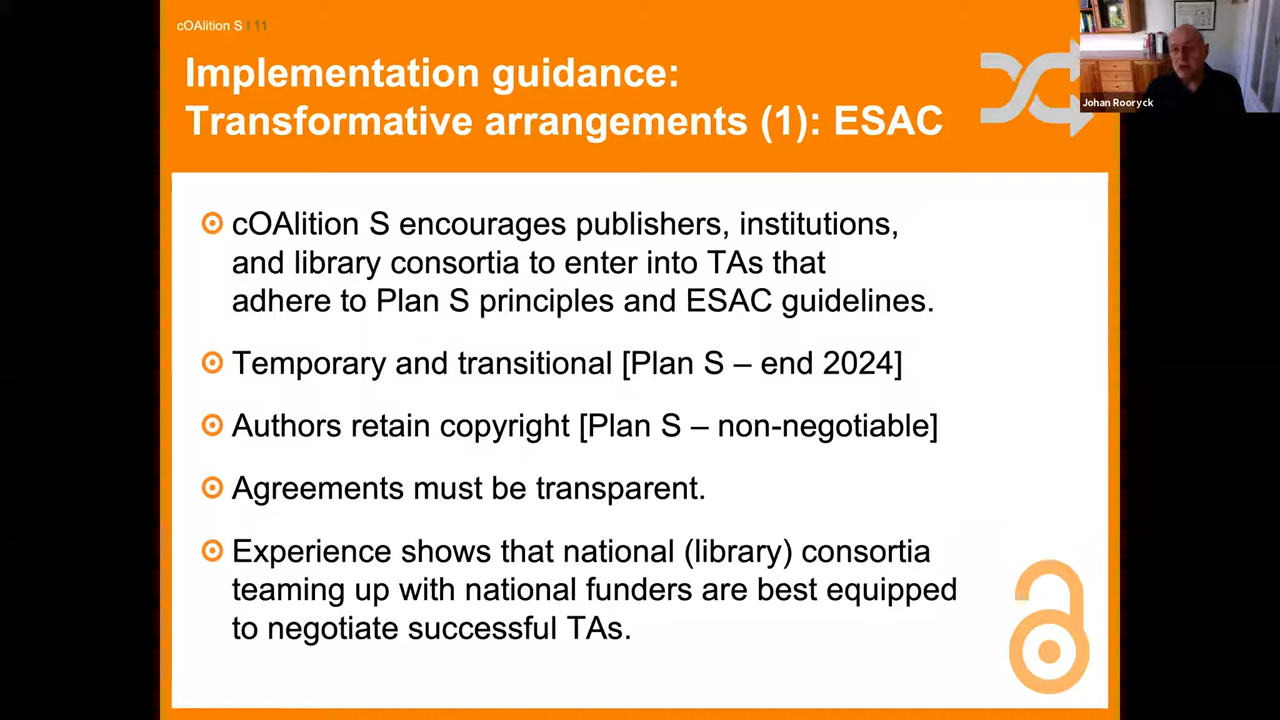 cOAlition S | 11
Implementation guidance:
Transformative arrangements (1): ESAC
Johan Rooryck
cOAlition S encourages publishers, institutions,
and library consortia to enter into TAs that
adhere to Plan S principles and ESAC guidelines.
Temporary and transitional [Plan S – end 2024]
Authors retain copyright [Plan S – non-negotiable]
Agreements must be transparent.
Experience shows that national (library) consortia
teaming up with national funders are best equipped
to negotiate successful TAs.